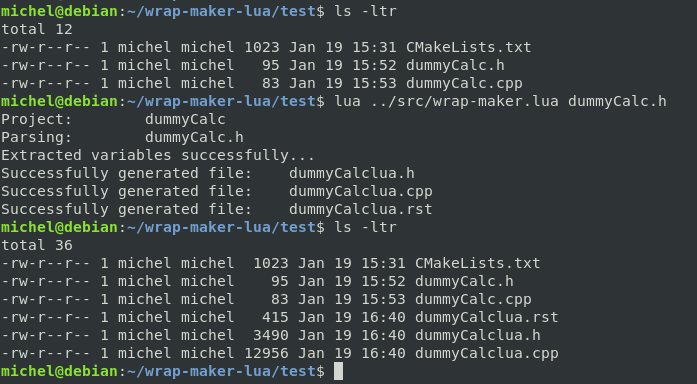 michel@debian:~/wrap-maker-lua/test$ ls -ltr
total 12
-rw-r--r-- 1 michel michel 1023 Jan 19 15:31 CMakeLists.txt
-rw-r--r-- 1 michel michel   95 Jan 19 15:52 dummyCalc.h
-rw-r--r-- 1 michel michel   83 Jan 19 15:53 dummyCalc.cpp
michel@debian:~/wrap-maker-lua/test$ lua ../src/wrap-maker.lua dummyCalc.h
Project:        dummyCalc
Parsing:        dummyCalc.h
Extracted variables successfully...
Successfully generated file:    dummyCalclua.h
Successfully generated file:    dummyCalclua.cpp
Successfully generated file:    dummyCalclua.rst
michel@debian:~/wrap-maker-lua/test$ ls -ltr
total 36
-rw-r--r-- 1 michel michel  1023 Jan 19 15:31 CMakeLists.txt
-rw-r--r-- 1 michel michel    95 Jan 19 15:52 dummyCalc.h
-rw-r--r-- 1 michel michel    83 Jan 19 15:53 dummyCalc.cpp
-rw-r--r-- 1 michel michel   415 Jan 19 16:40 dummyCalclua.rst
-rw-r--r-- 1 michel michel  3490 Jan 19 16:40 dummyCalclua.h
-rw-r--r-- 1 michel michel 12956 Jan 19 16:40 dummyCalclua.cpp
michel@debian:~/wrap-maker-lua/test$